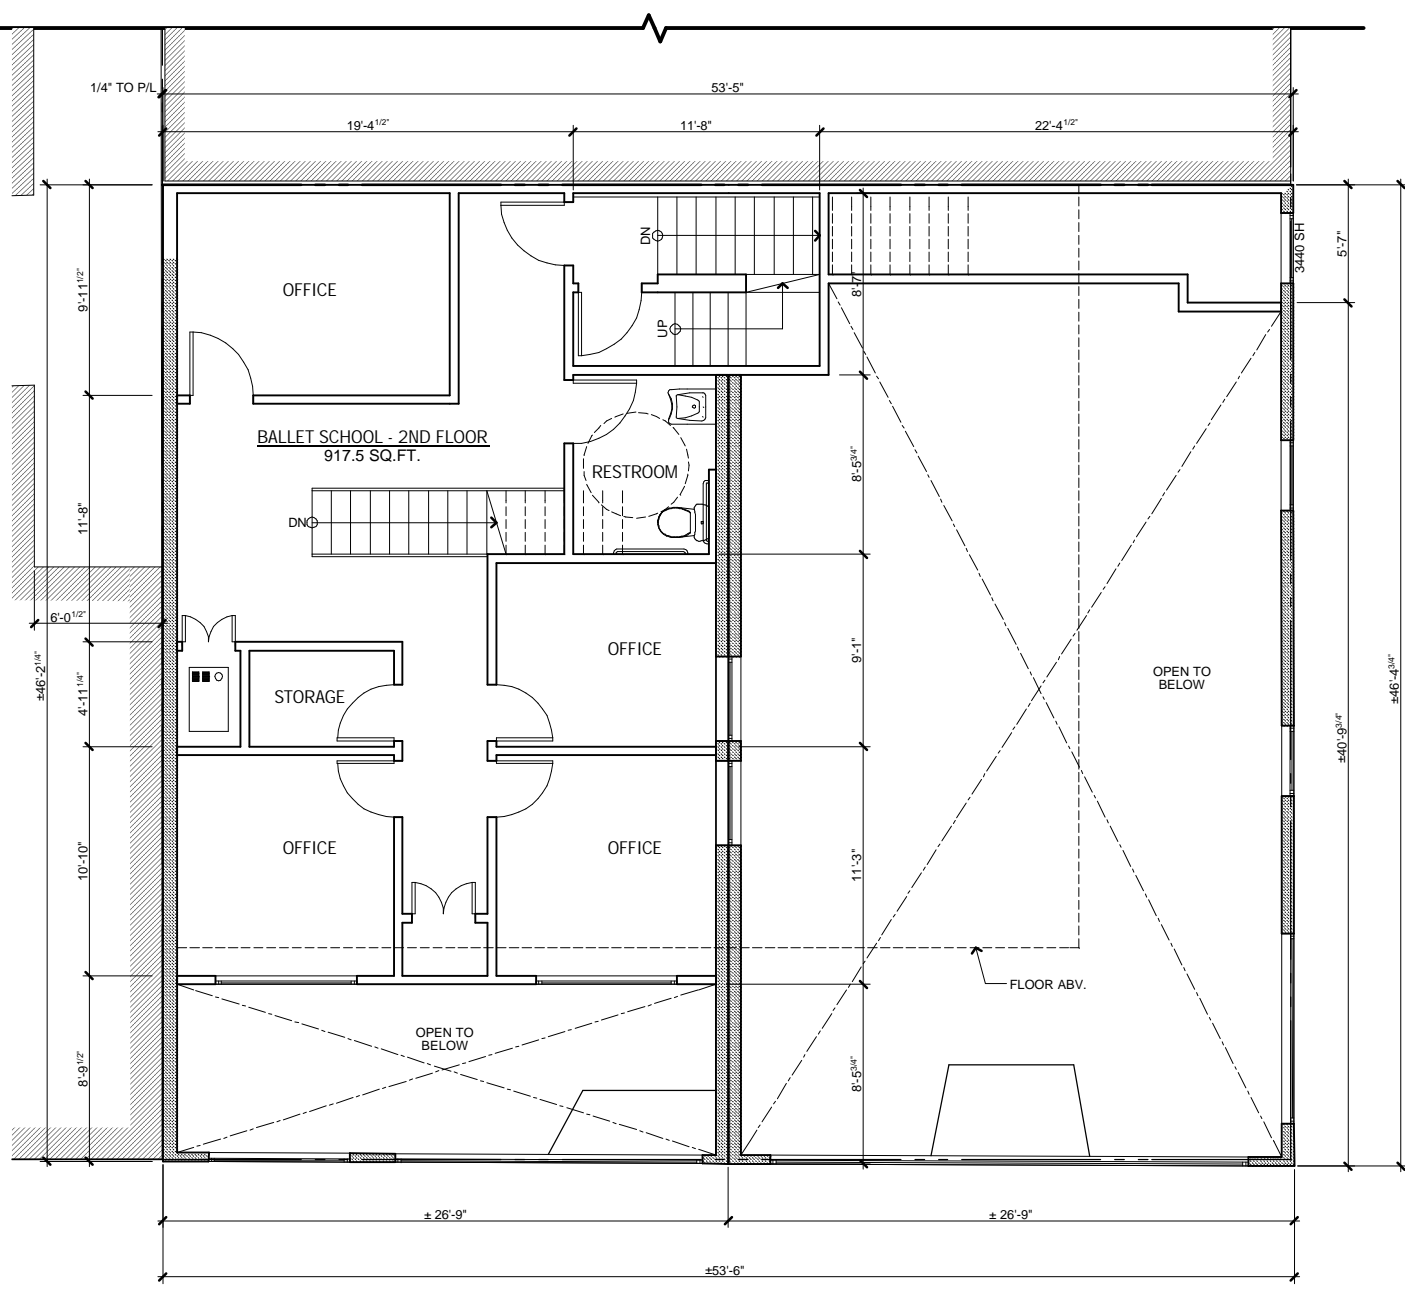 1/4" TO P/L
53'-5"
19'-4 1/2"
11'-8"
22'-4 1/2"
DN
3440 SH
5'-7"
9'-11 1/2"
OFFICE
8'-7"
UP
BALLET SCHOOL - 2ND FLOOR
917.5 SQ.FT.
RESTROOM
8'-5 3/4"
11'-8"
DN
6'-0 1/2"
OFFICE
9'-1"
OPEN TO
BELOW
±46'-2 1/4"
4'-11 1/4"
STORAGE
±46'-4 3/4"
±40'-9 3/4"
10'-10"
OFFICE
OFFICE
11'-3"
FLOOR ABV.
OPEN TO
BELOW
8'-9 1/2"
8'-5 3/4"
± 26'-9"
± 26'-9"
±53'-6"